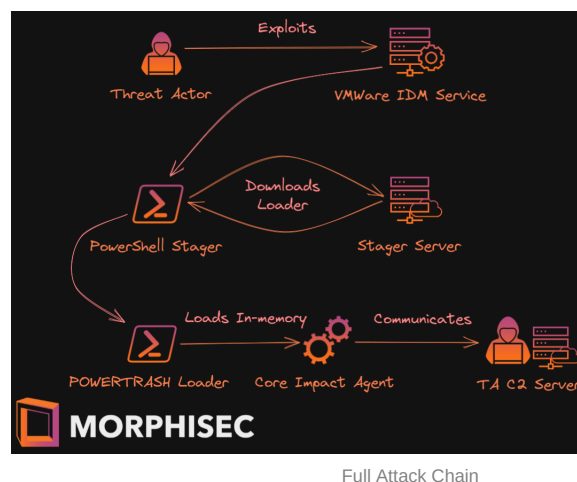 Exploits
Threat Actor
VMWare IDM Service
Downloads
Loader
PowerShell Stager
Stager Server
Loads In-memory
Communicates
POWERTRASH Loader
Core Impact Agent
TA C2 Server
MORPHISEC
Full Attack Chain